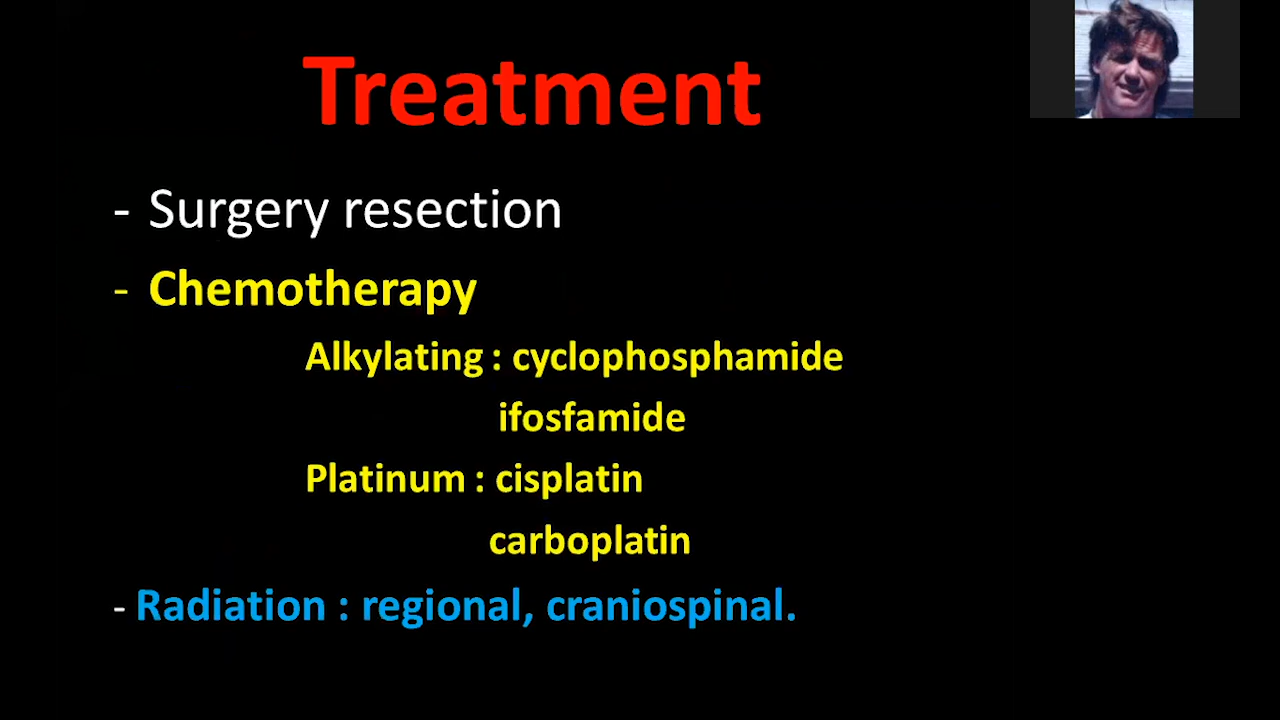 Treatment
- Surgery resection
- Chemotherapy
Alkylating : cyclophosphamide
ifosfamide
Platinum : cisplatin
carboplatin
- Radiation : regional, craniospinal.